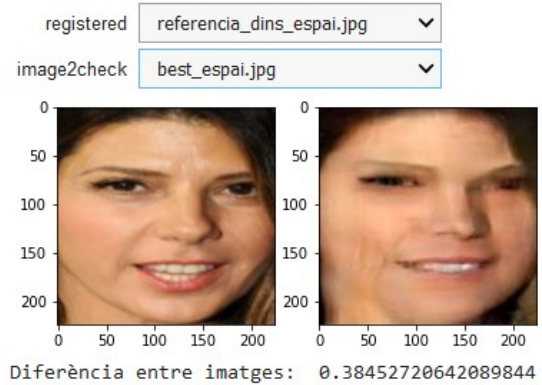 registered referencia_dins_espai.jpg
image2check best_espai.jpg
0
50
100
150
200
0 50 100 150 200
0
50
100
150
200
0 50 100 150 200
Diferència entre imatges: 0.38452720642089844